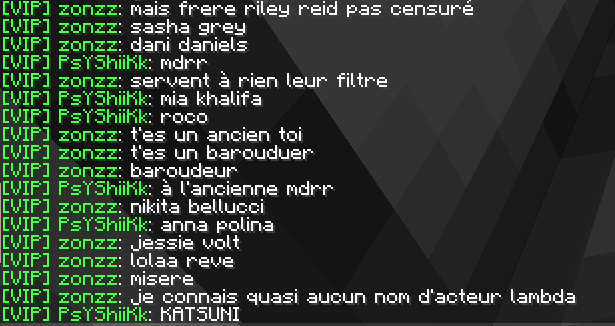 [VIP] zonzz: mais frere riley reid pas censuré
[VIP] zonzz: sasha grey
[VIP] zonzz: dani daniels
[VIP] PsYShiiKk: mdrr
[VIP] zonzz: servent à rien leur filtre
[VIP] PsYShiiKk: mia khalifa
[VIP] PsYShiiKk: roco
[VIP] zonzz: t'es un ancien toi
[VIP] zonzz: t'es un barouduer
[VIP] zonzz: baroudeur
[VIP] PsYShiiKk: à l'ancienne mdrr
[VIP] zonzz: nikita bellucci
[VIP] PsYShiiKk: anna polina
[VIP] zonzz: jessie volt
[VIP] zonzz: lolaa reve
[VIP] zonzz: misere
[VIP] zonzz: je connais quasi aucun nom d'acteur lambda
[VIP] PsYShiiKk: KATSUNI